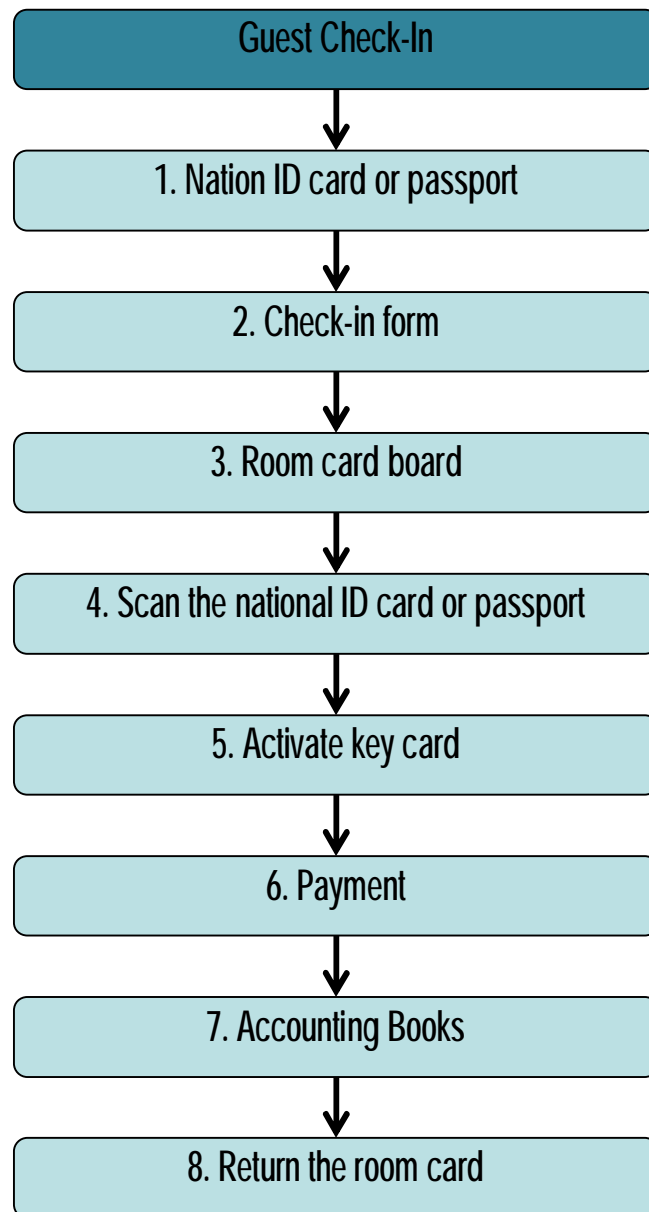 Guest Check-In
1. Nation ID card or passport
2. Check-in form
3. Room card board
4. Scan the national ID card or passport
5. Activate key card
6. Payment
7. Accounting Books
8. Return the room card